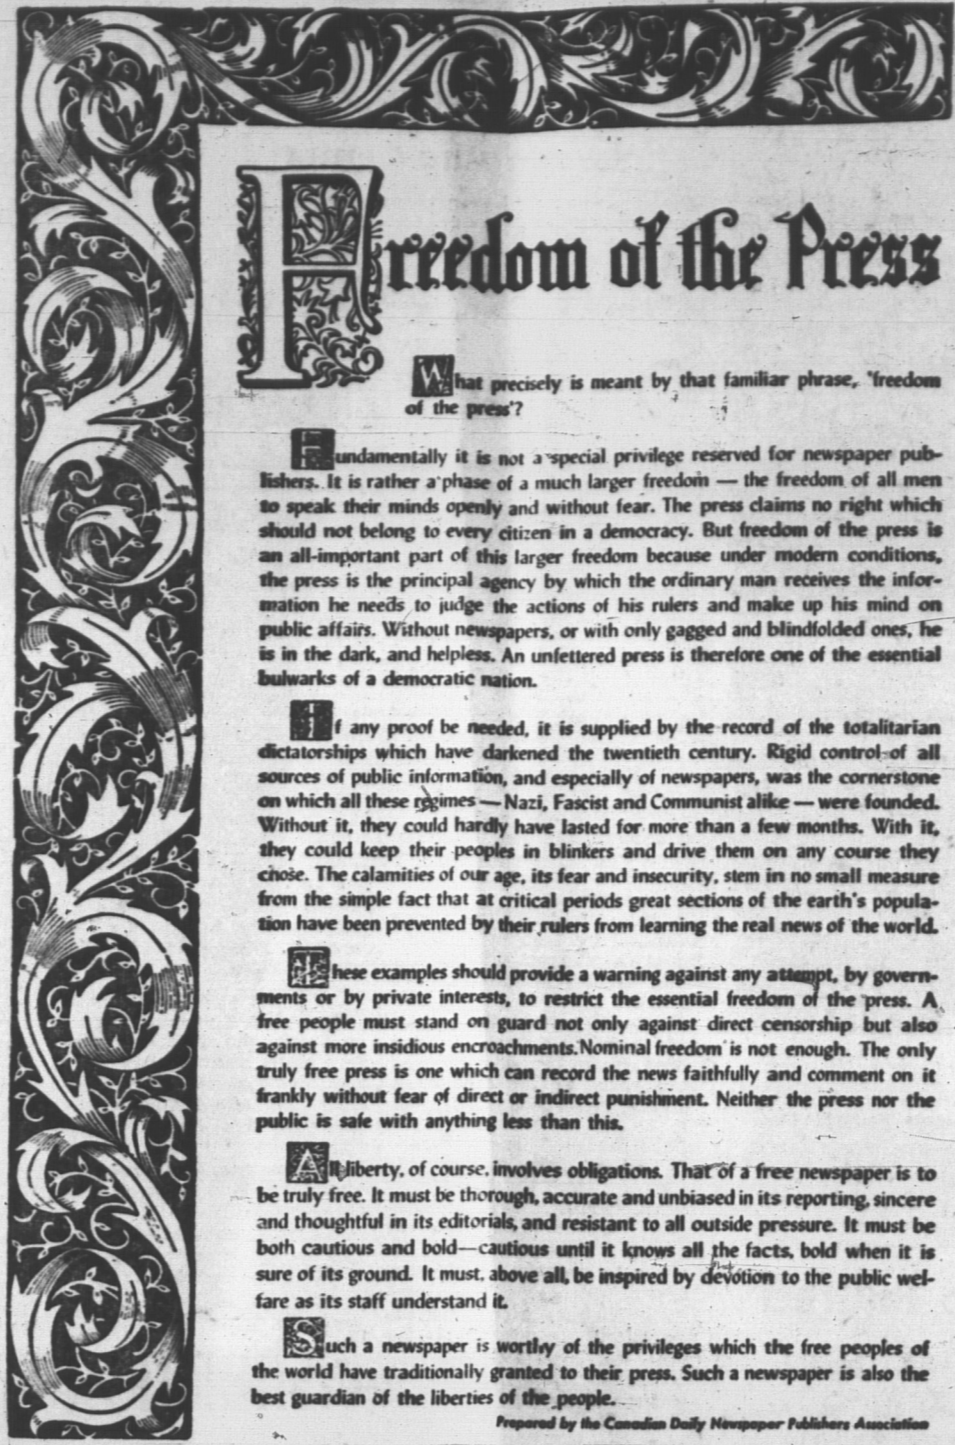 Freedom of the Press
What precisely is meant by that familiar phrase, 'freedom
of the press'?
Fundamentally it is not a special privilege reserved for newspaper pub-
lishers. It is rather a phase of a much larger freedom — the freedom of all men
to speak their minds openly and without fear. The press claims no right which
should not belong to every citizen in a democracy. But freedom of the press is
an all-important part of this larger freedom because under modern conditions,
the press is the principal agency by which the ordinary man receives the infor-
mation he needs to judge the actions of his rulers and make up his mind on
public affairs. Without newspapers, or with only gagged and blindfolded ones, he
is in the dark, and helpless. An unfettered press is therefore one of the essential
bulwarks of a democratic nation.
If any proof be needed, it is supplied by the record of the totalitarian
dictatorships which have darkened the twentieth century. Rigid control of all
sources of public information, and especially of newspapers, was the cornerstone
on which all these regimes — Nazi, Fascist and Communist alike — were founded.
Without it, they could hardly have lasted for more than a few months. With it,
they could keep their peoples in blinkers and drive them on any course they
chose. The calamities of our age, its fear and insecurity, stem in no small measure
from the simple fact that at critical periods great sections of the earth's popula-
tion have been prevented by their rulers from learning the real news of the world.
These examples should provide a warning against any attempt, by govern-
ments or by private interests, to restrict the essential freedom of the press. A
free people must stand on guard not only against direct censorship but also
against more insidious encroachments. Nominal freedom is not enough. The only
truly free press is one which can record the news faithfully and comment on it
frankly without fear of direct or indirect punishment. Neither the press nor the
public is safe with anything less than this.
All liberty, of course, involves obligations. That of a free newspaper is to
be truly free. It must be thorough, accurate and unbiased in its reporting, sincere
and thoughtful in its editorials, and resistant to all outside pressure. It must be
both cautious and bold—cautious until it knows all the facts, bold when it is
sure of its ground. It must, above all, be inspired by devotion to the public wel-
fare as its staff understand it.
Such a newspaper is worthy of the privileges which the free peoples of
the world have traditionally granted to their press. Such a newspaper is also the
best guardian of the liberties of the people.
Prepared by the Canadian Daily Newspaper Publishers Association